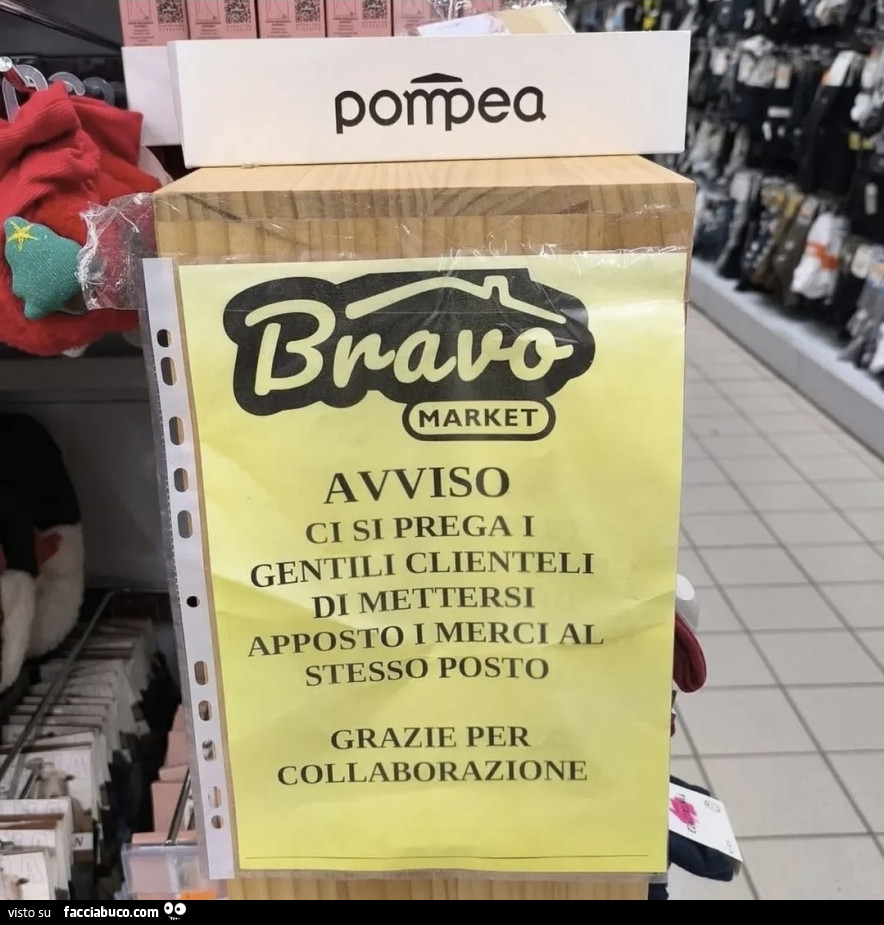 pompea
Bravo
MARKET
AVVISO
CI SI PREGA I
GENTILI CLIENTELI
DI METTERSI
APPOSTO I MERCI AL
STESSO POSTO
GRAZIE PER
COLLABORAZIONE
visto su facciabuco.com